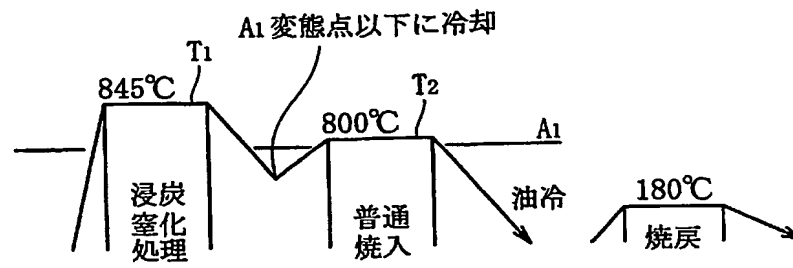 A1変態点以下に冷却
T1
845℃
T2
800℃
A1
浸炭
窒化
処理
普通
焼入
油冷
180℃
焼戻